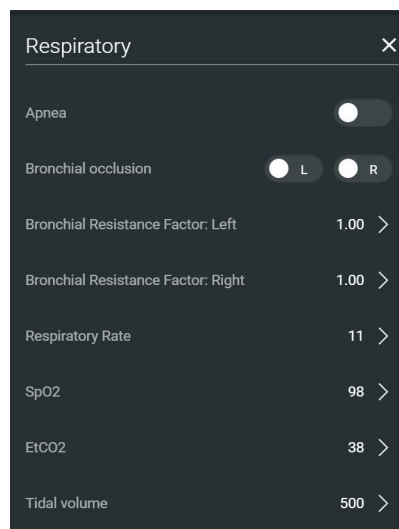 Respiratory
Apnea
Bronchial occlusion L R
Bronchial Resistance Factor: Left 1.00
Bronchial Resistance Factor: Right 1.00
Respiratory Rate 11
SpO2 98
EtCO2 38
Tidal volume 500